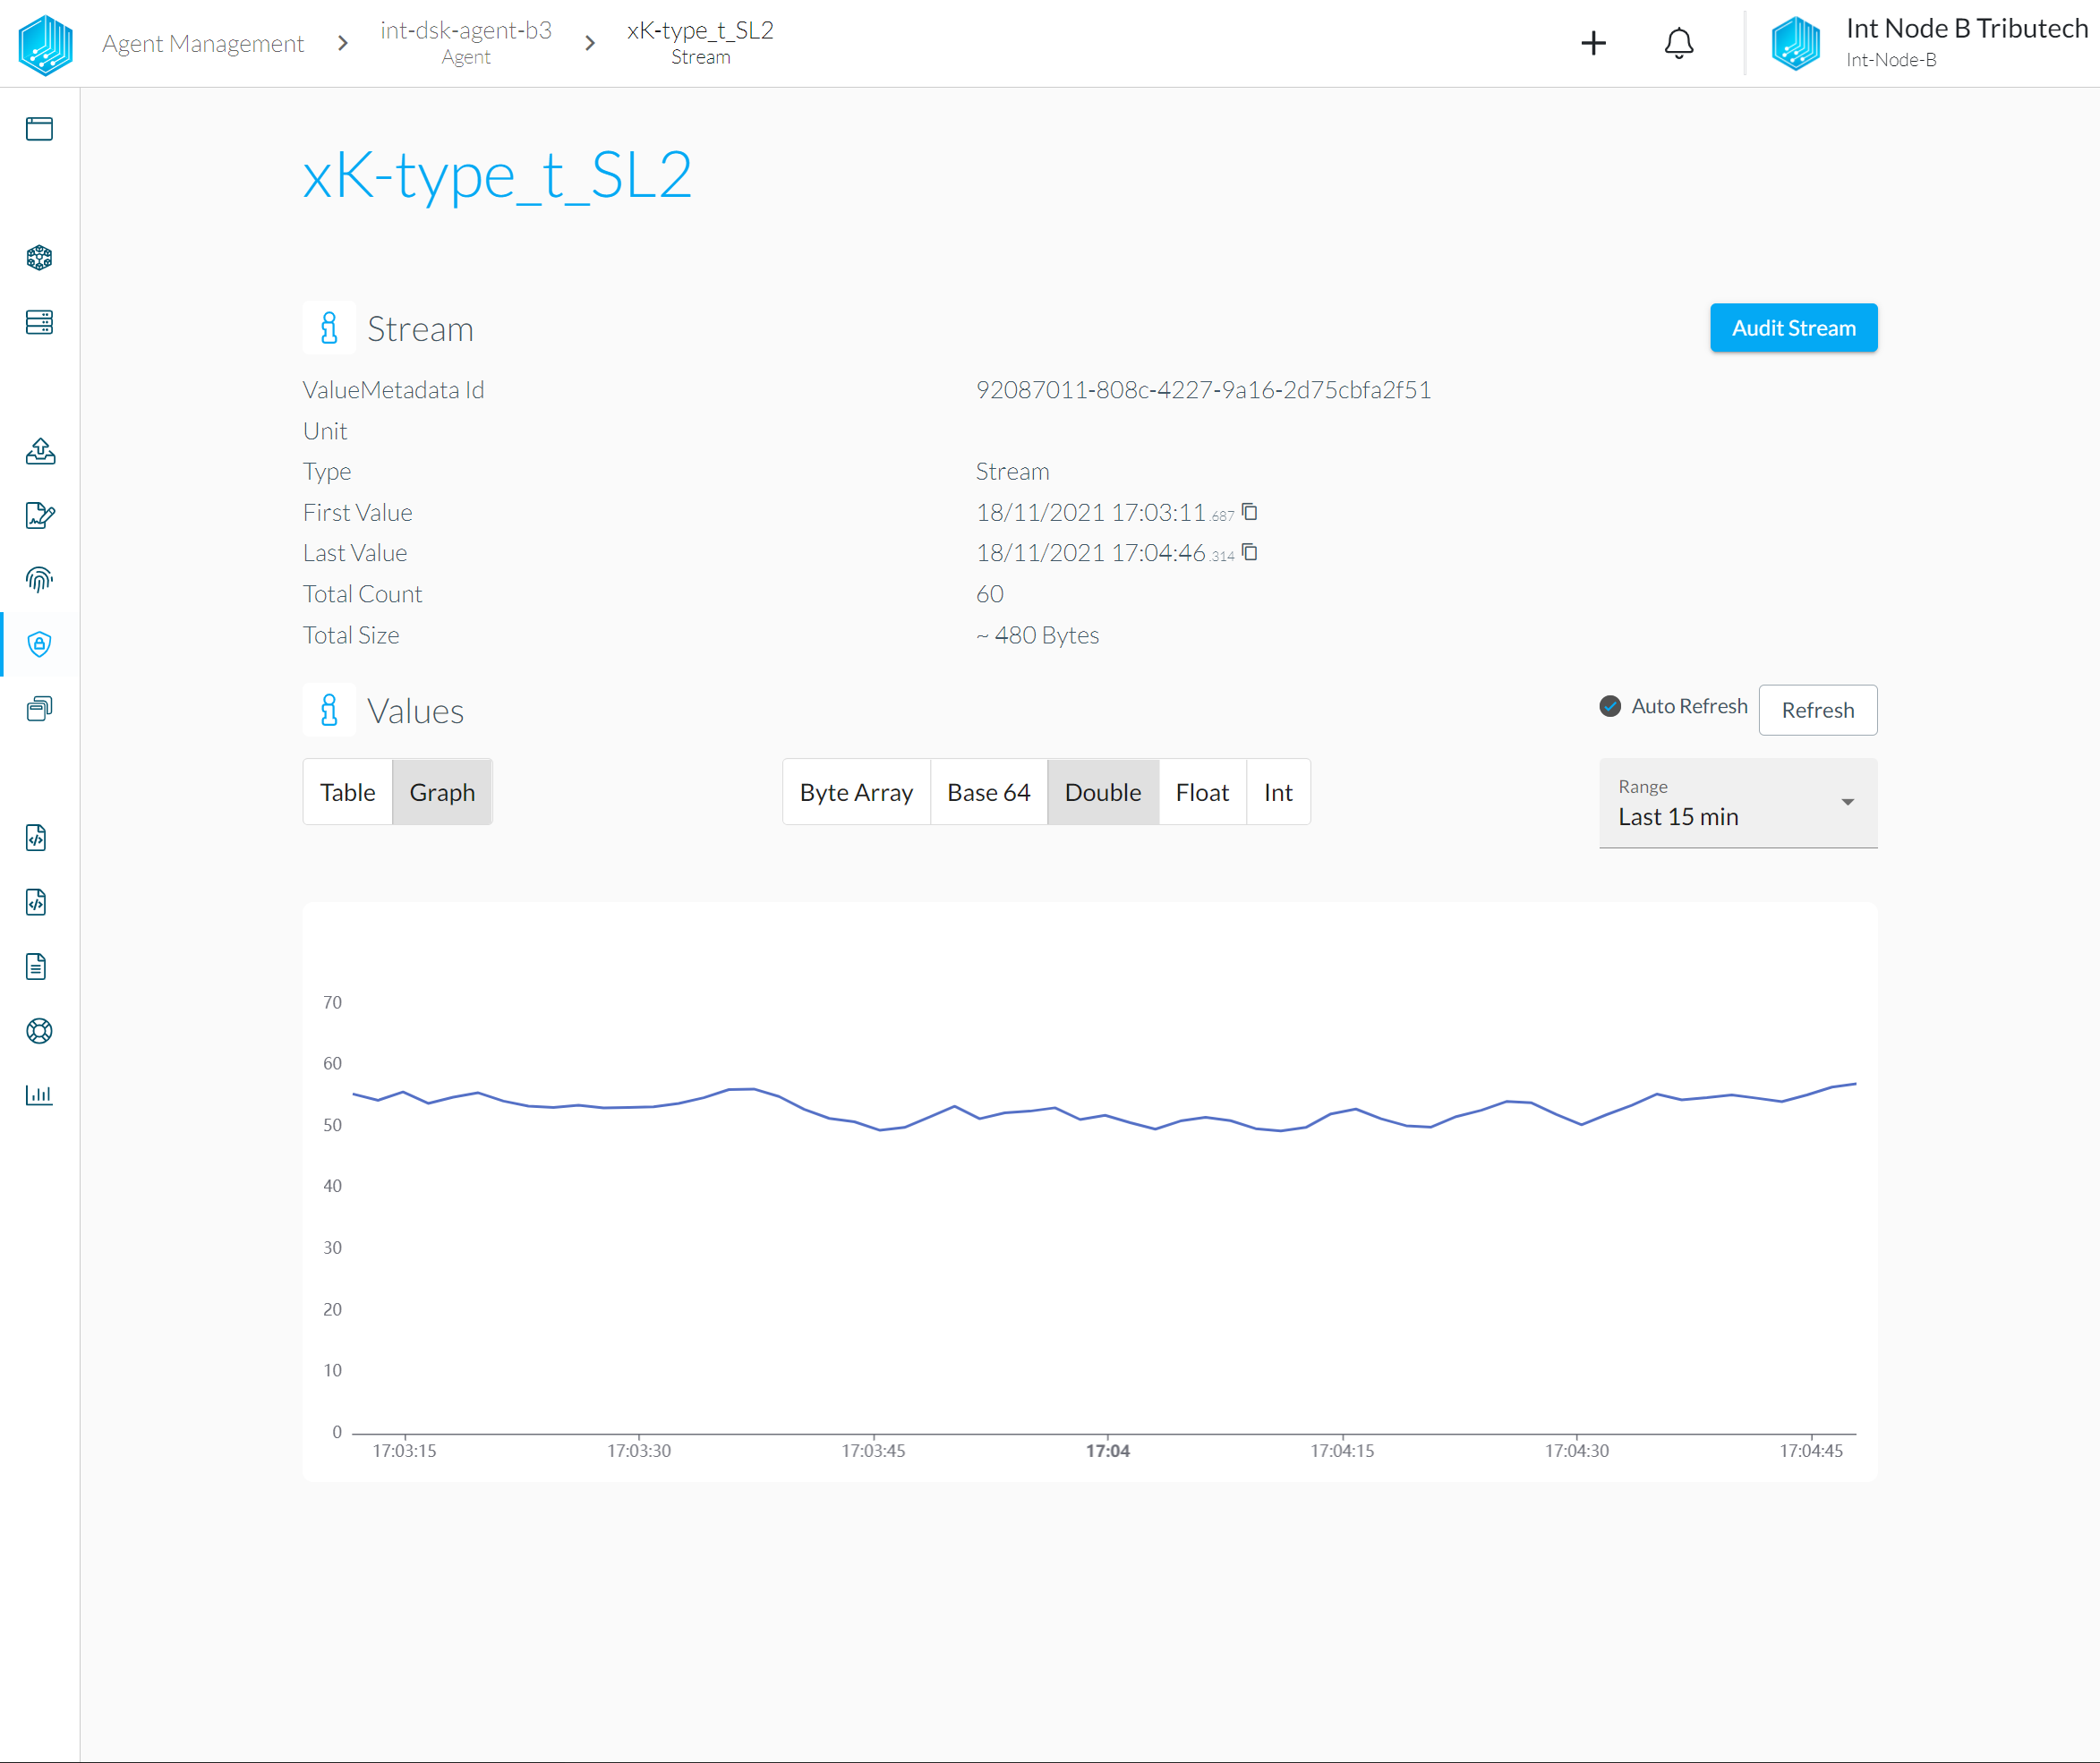 Agent Management
int-dsk-agent-b3
Agent
xK-type_t_SL2
Stream
Int Node B Tributech
Int-Node-B
xK-type_t_SL2
Stream
Audit Stream
ValueMetadata Id 92087011-808c-4227-9a16-2d75cbfa2f51
Unit
Type Stream
First Value 18/11/2021 17:03:11.687
Last Value 18/11/2021 17:04:46.314
Total Count 60
Total Size ~ 480 Bytes
Values
Auto Refresh
Refresh
Table Graph
Byte Array Base 64 Double Float Int
Range
Last 15 min
70
60
50
40
30
20
10
0
17:03:15 17:03:30 17:03:45 17:04 17:04:15 17:04:30 17:04:45